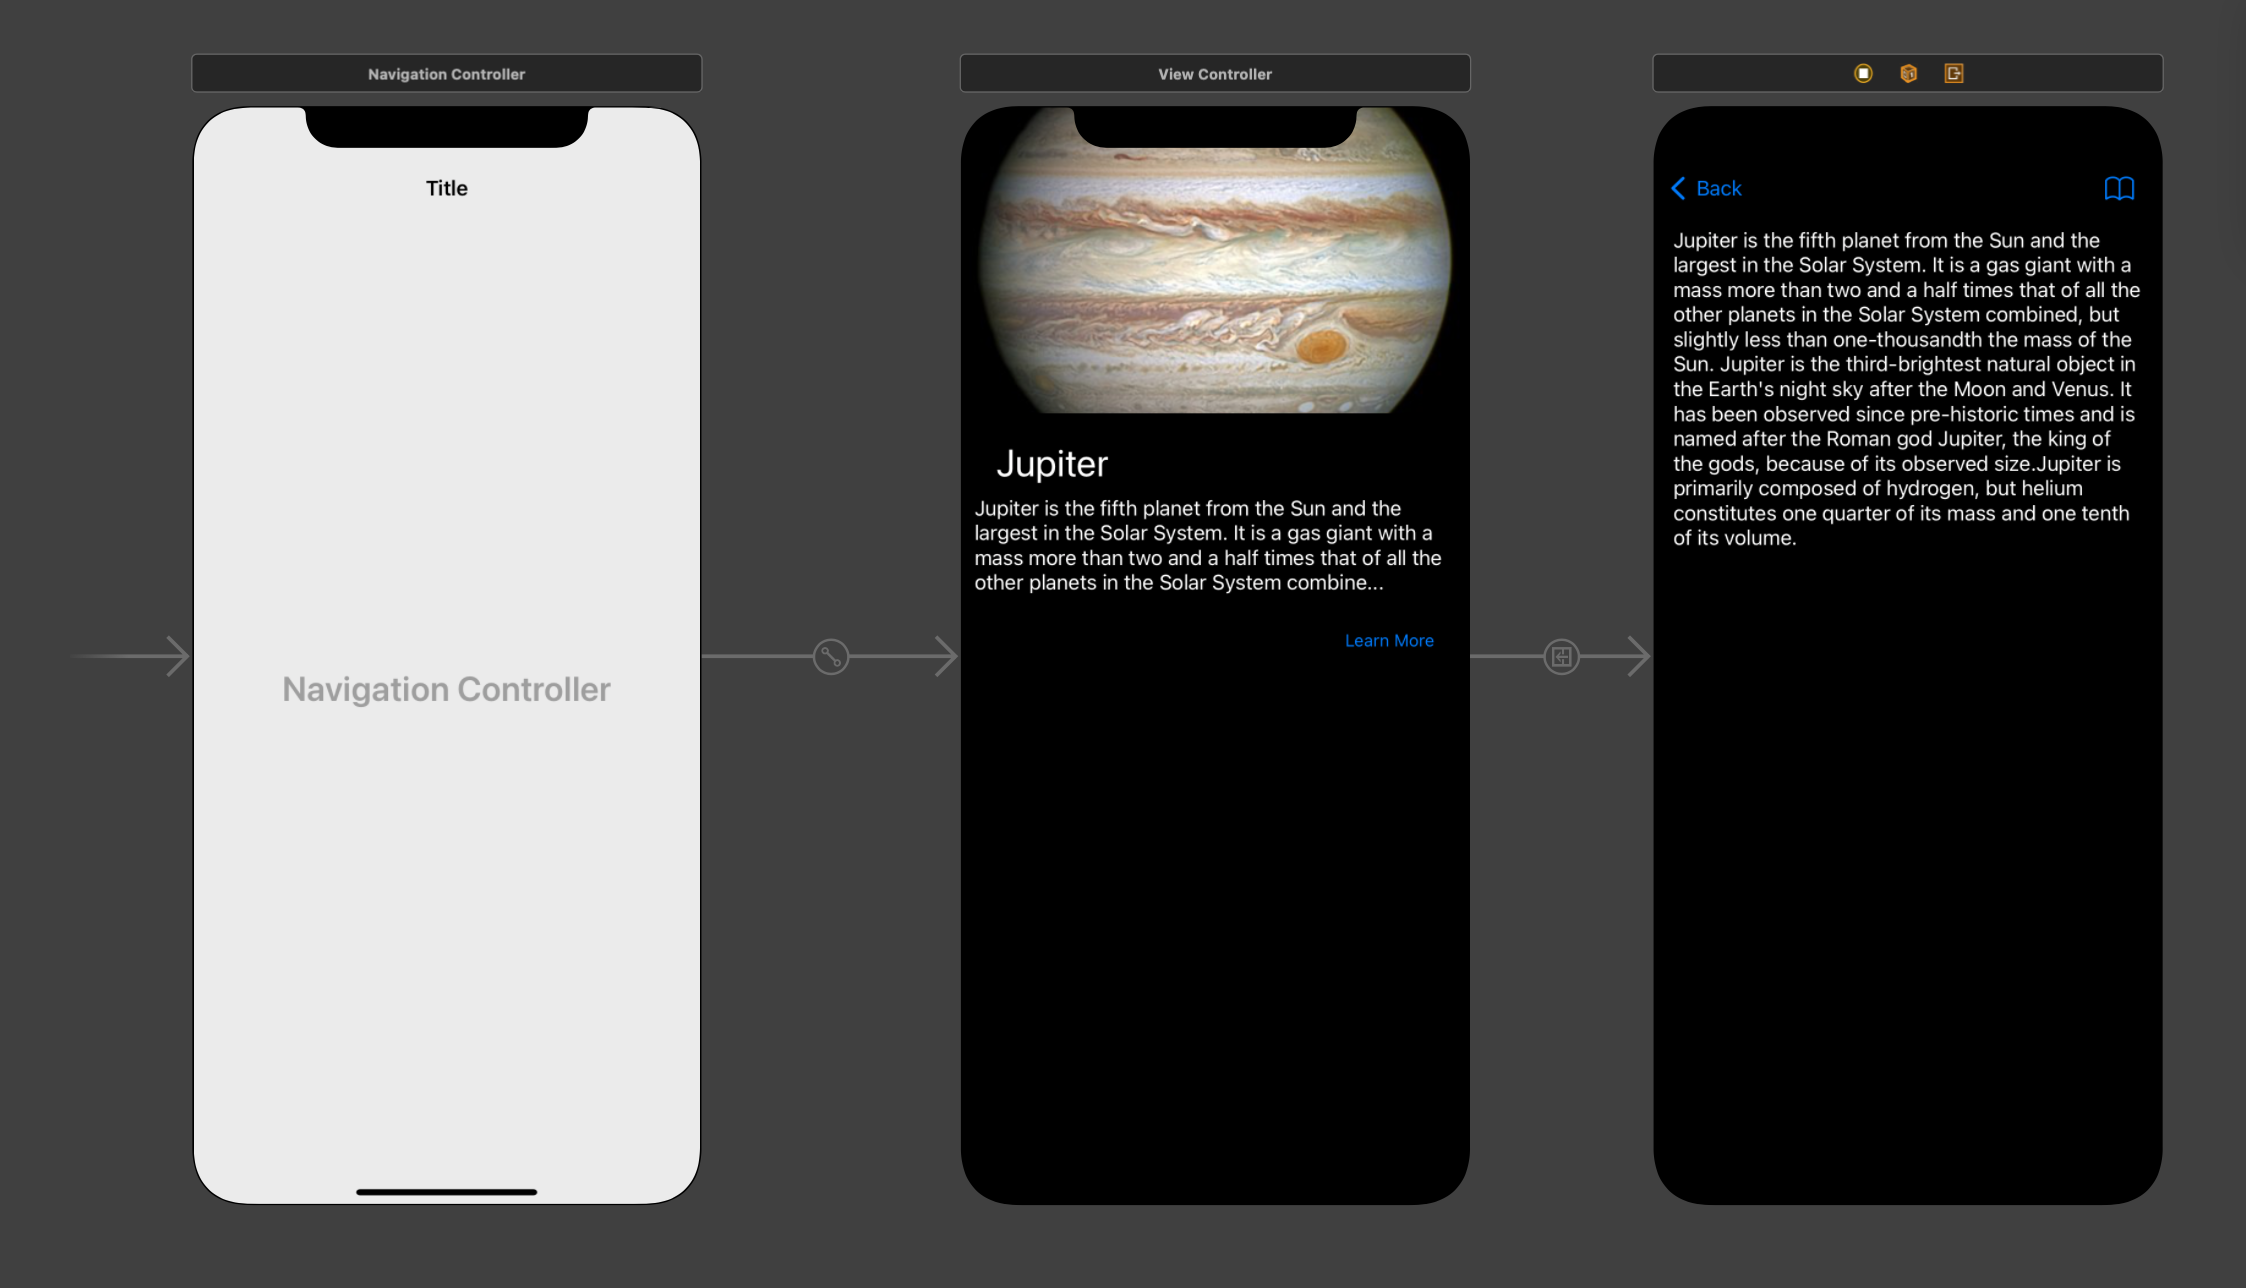 Navigation Controller
Title
Navigation Controller
View Controller
Jupiter
Jupiter is the fifth planet from the Sun and the
largest in the Solar System. It is a gas giant with a
mass more than two and a half times that of all the
other planets in the Solar System combine...
Learn More
Back
Jupiter is the fifth planet from the Sun and the
largest in the Solar System. It is a gas giant with a
mass more than two and a half times that of all the
other planets in the Solar System combined, but
slightly less than one-thousandth the mass of the
Sun. Jupiter is the third-brightest natural object in
the Earth's night sky after the Moon and Venus. It
has been observed since pre-historic times and is
named after the Roman god Jupiter, the king of
the gods, because of its observed size.Jupiter is
primarily composed of hydrogen, but helium
constitutes one quarter of its mass and one tenth
of its volume.